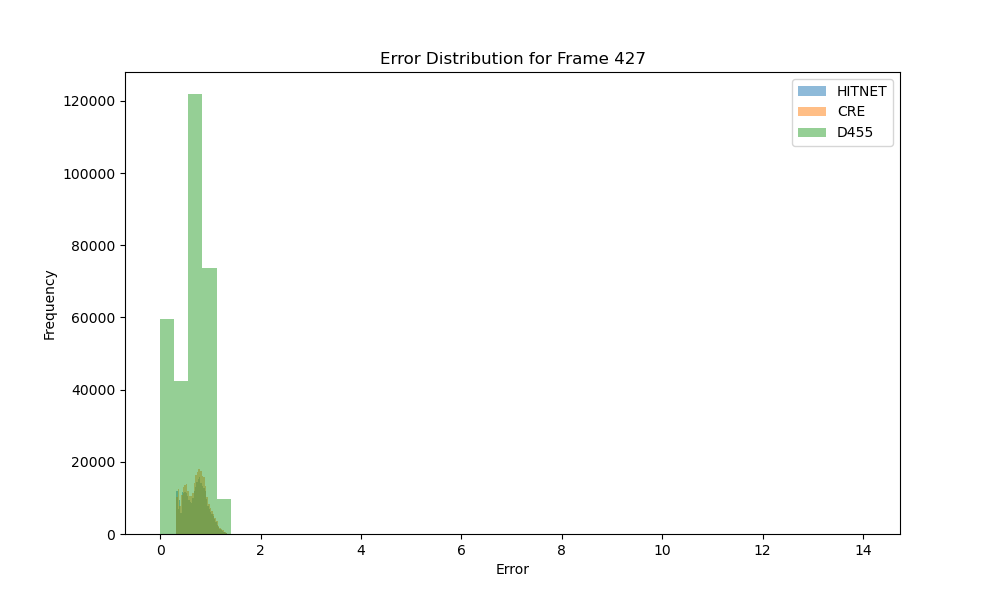 Error Distribution for Frame 427
HITNET
CRE
D455
120000
100000
80000
60000
40000
20000
0
Frequency
0 2 4 6 8 10 12 14
Error